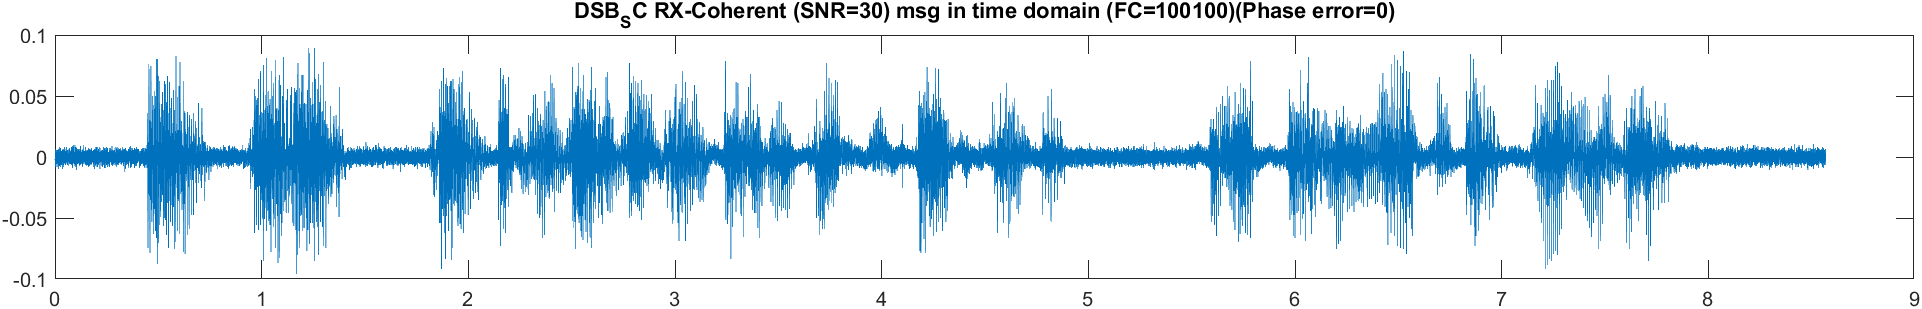 DSB_SC RX-Coherent (SNR=30) msg in time domain (FC=100100)(Phase error=0)
0.1
0.05
0
-0.05
-0.1
0 1 2 3 4 5 6 7 8 9